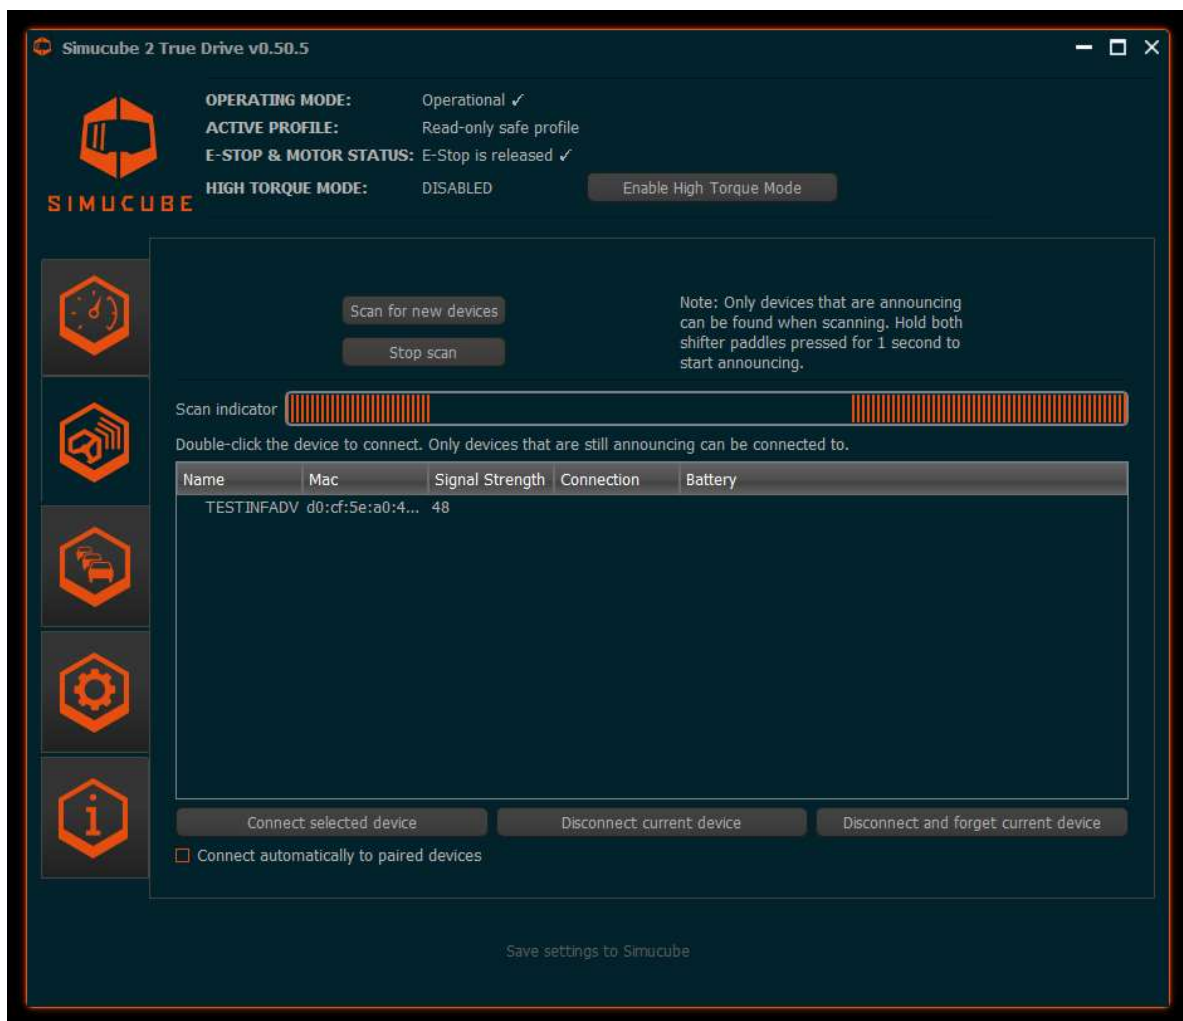 Simucube 2 True Drive v0.50.5
OPERATING MODE: Operational ✓
ACTIVE PROFILE: Read-only safe profile
E-STOP & MOTOR STATUS: E-Stop is released ✓
HIGH TORQUE MODE: DISABLED Enable High Torque Mode
SIMUCUBE
Scan for new devices
Stop scan
Note: Only devices that are announcing
can be found when scanning. Hold both
shifter paddles pressed for 1 second to
start announcing.
Scan indicator
Double-click the device to connect. Only devices that are still announcing can be connected to.
Name Mac Signal Strength Connection Battery
TESTINFADV d0:cf:5e:a0:4... 48
Connect selected device Disconnect current device Disconnect and forget current device
Connect automatically to paired devices
Save settings to Simucube